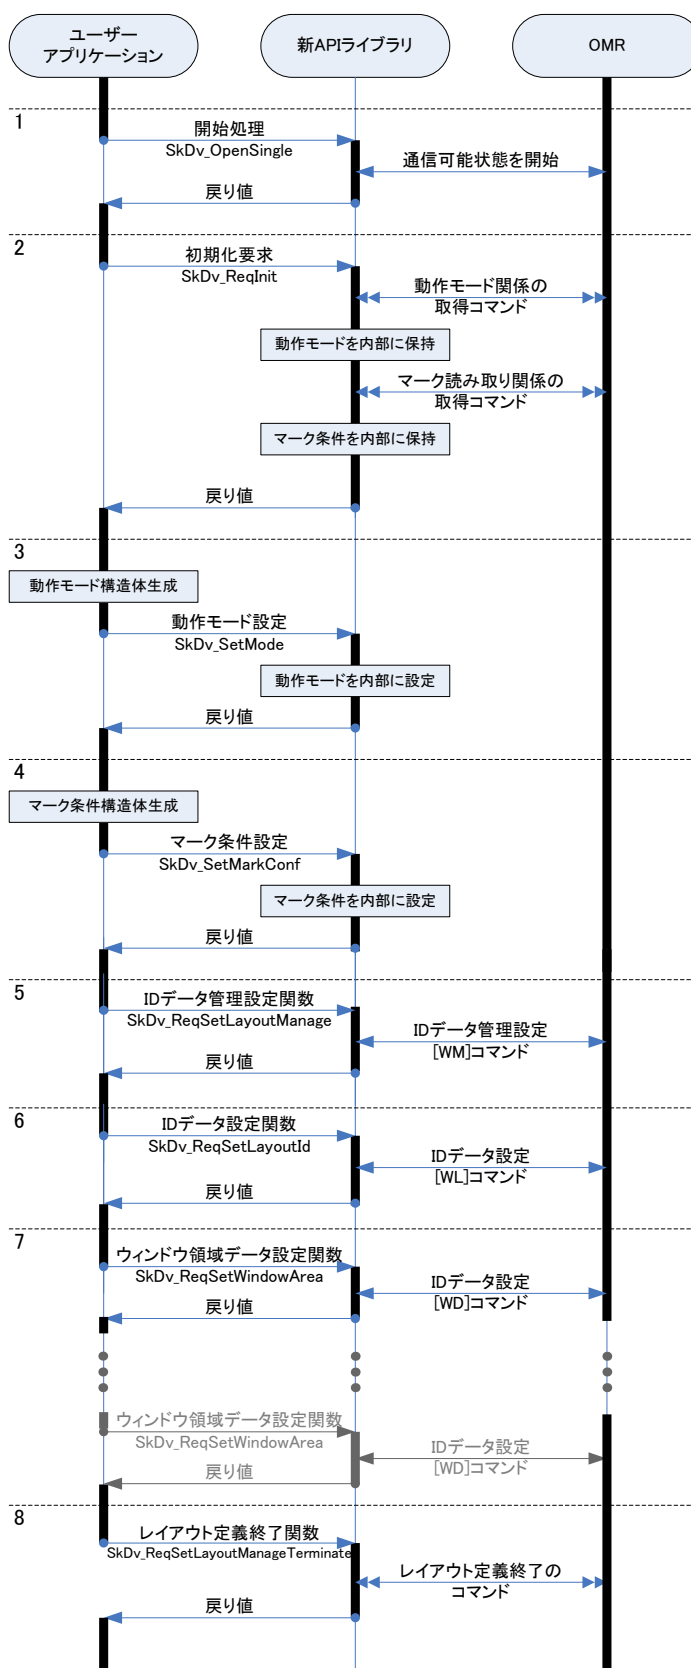 ユーザー
アプリケーション
新APIライブラリ
OMR
1
開始処理
SkDv_OpenSingle
通信可能状態を開始
戻り値
2
初期化要求
SkDv_ReqInit
動作モード関係の
取得コマンド
動作モードを内部に保持
マーク読み取り関係の
取得コマンド
マーク条件を内部に保持
戻り値
3
動作モード構造体生成
動作モード設定
SkDv_SetMode
動作モードを内部に設定
戻り値
4
マーク条件構造体生成
マーク条件設定
SkDv_SetMarkConf
マーク条件を内部に設定
戻り値
5
IDデータ管理設定関数
SkDv_ReqSetLayoutManage
IDデータ管理設定
[WM]コマンド
戻り値
6
IDデータ設定関数
SkDv_ReqSetLayoutId
IDデータ設定
[WL]コマンド
戻り値
7
ウィンドウ領域データ設定関数
SkDv_ReqSetWindowArea
IDデータ設定
[WD]コマンド
戻り値
ウィンドウ領域データ設定関数
SkDv_ReqSetWindowArea
IDデータ設定
[WD]コマンド
戻り値
8
レイアウト定義終了関数
SkDv_ReqSetLayoutManageTerminate
レイアウト定義終了の
コマンド
戻り値